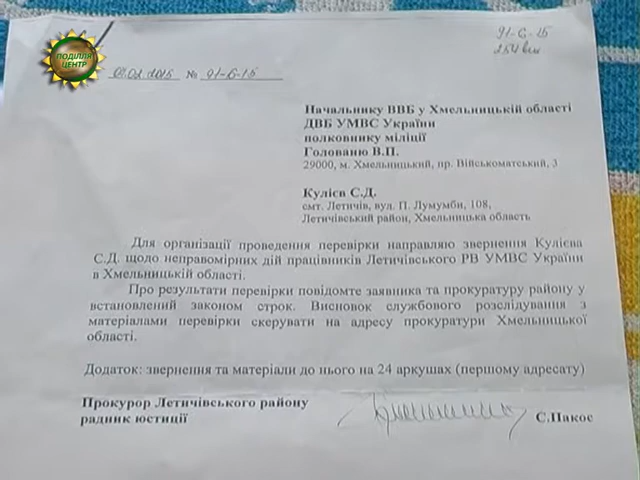 91-6-15
254 вих
ПОДІЛЛЯ
ЦЕНТР
03.02.2015 № 91-6-15
Начальнику ВВБ у Хмельницькій області
ДВБ УМВС України
полковнику міліції
Голованю В.П.
29000, м. Хмельницький, пр. Військоматський, 3
Кулієв С.Д.
смт. Летичів, вул. П. Лумумби, 108,
Летичівський район, Хмельницька область
Для організації проведення перевірки направляю звернення Кулієва
С.Д. щодо неправомірних дій працівників Летичівського РВ УМВС України
в Хмельницькій області.
Про результати перевірки повідомте заявника та прокуратуру району у
встановлений законом строк. Висновок службового розслідування з
матеріалами перевірки скерувати на адресу прокуратури Хмельницької
області.
Додаток: звернення та матеріали до нього на 24 аркушах (першому адресату)
Прокурор Летичівського району
радник юстиції С.Пакос